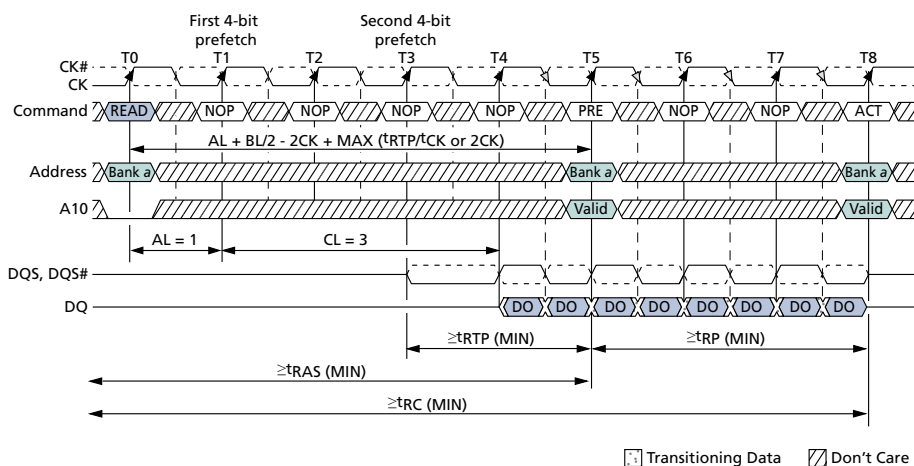 First 4-bit prefetch
Second 4-bit prefetch
T0 T1 T2 T3 T4 T5 T6 T7 T8
CK#
CK
Command READ NOP NOP NOP NOP PRE NOP NOP ACT
AL + BL/2 - 2CK + MAX (tRTP/tCK or 2CK)
Address Bank a Bank a Bank a
A10 Valid Valid
AL = 1 CL = 3
DQS, DQS#
DQ DO DO DO DO DO DO DO DO
≥tRTP (MIN) ≥tRP (MIN)
≥tRAS (MIN)
≥tRC (MIN)
Transitioning Data Don't Care